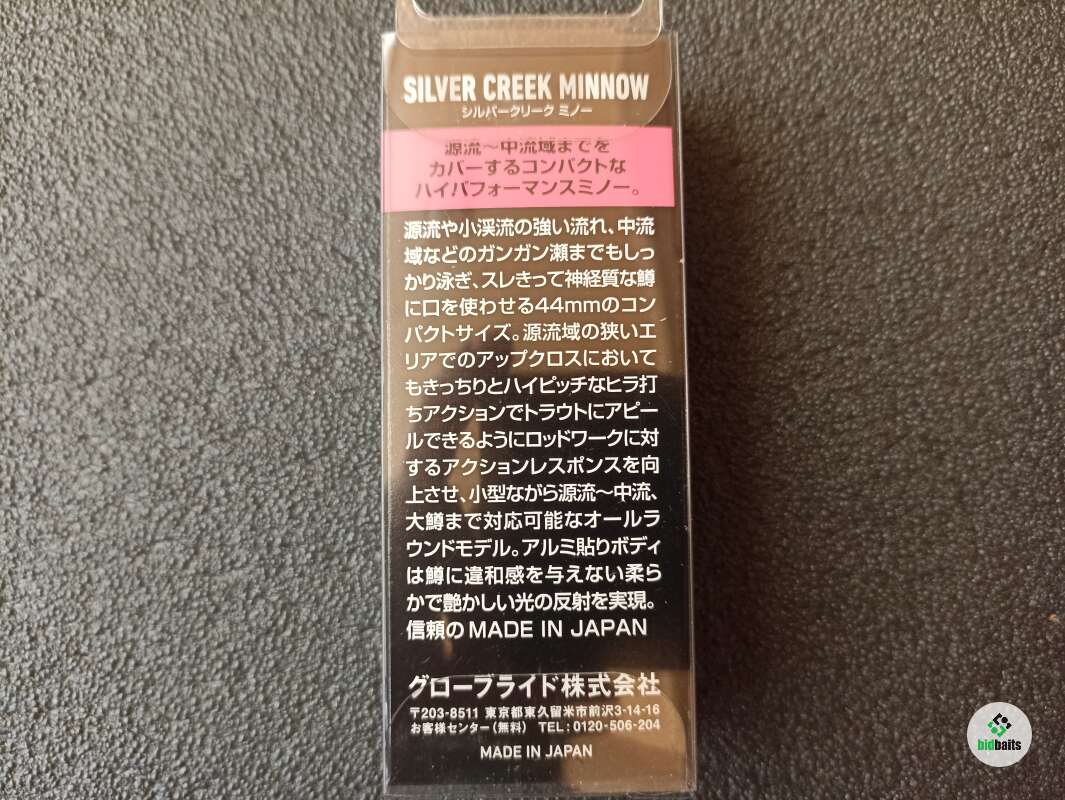 SILVER CREEK MINNOW
シルバークリーク ミノー
源流～中流域までを
カバーするコンパクトな
ハイパフォーマンスミノー。
源流や小渓流の強い流れ、中流
域などのガンガン瀬までもしっ
かり泳ぎ、スレきって神経質な鱒
に口を使わせる44mmのコン
パクトサイズ。源流域の狭いエ
リアでのアップクロスにおいて
もきっちりとハイピッチなヒラ打
ちアクションでトラウトにアピー
ルできるようにロッドワークに対
するアクションレスポンスを向
上させ、小型ながら源流～中流、
大鱒まで対応可能なオールラ
ウンドモデル。アルミ貼りボディ
は鱒に違和感を与えない柔ら
かで艶かしい光の反射を実現。
信頼のMADE IN JAPAN
グローブライド株式会社
〒203-8511 東京都東久留米市前沢3-14-16
お客様センター(無料) TEL:0120-506-204
MADE IN JAPAN
bidbaits